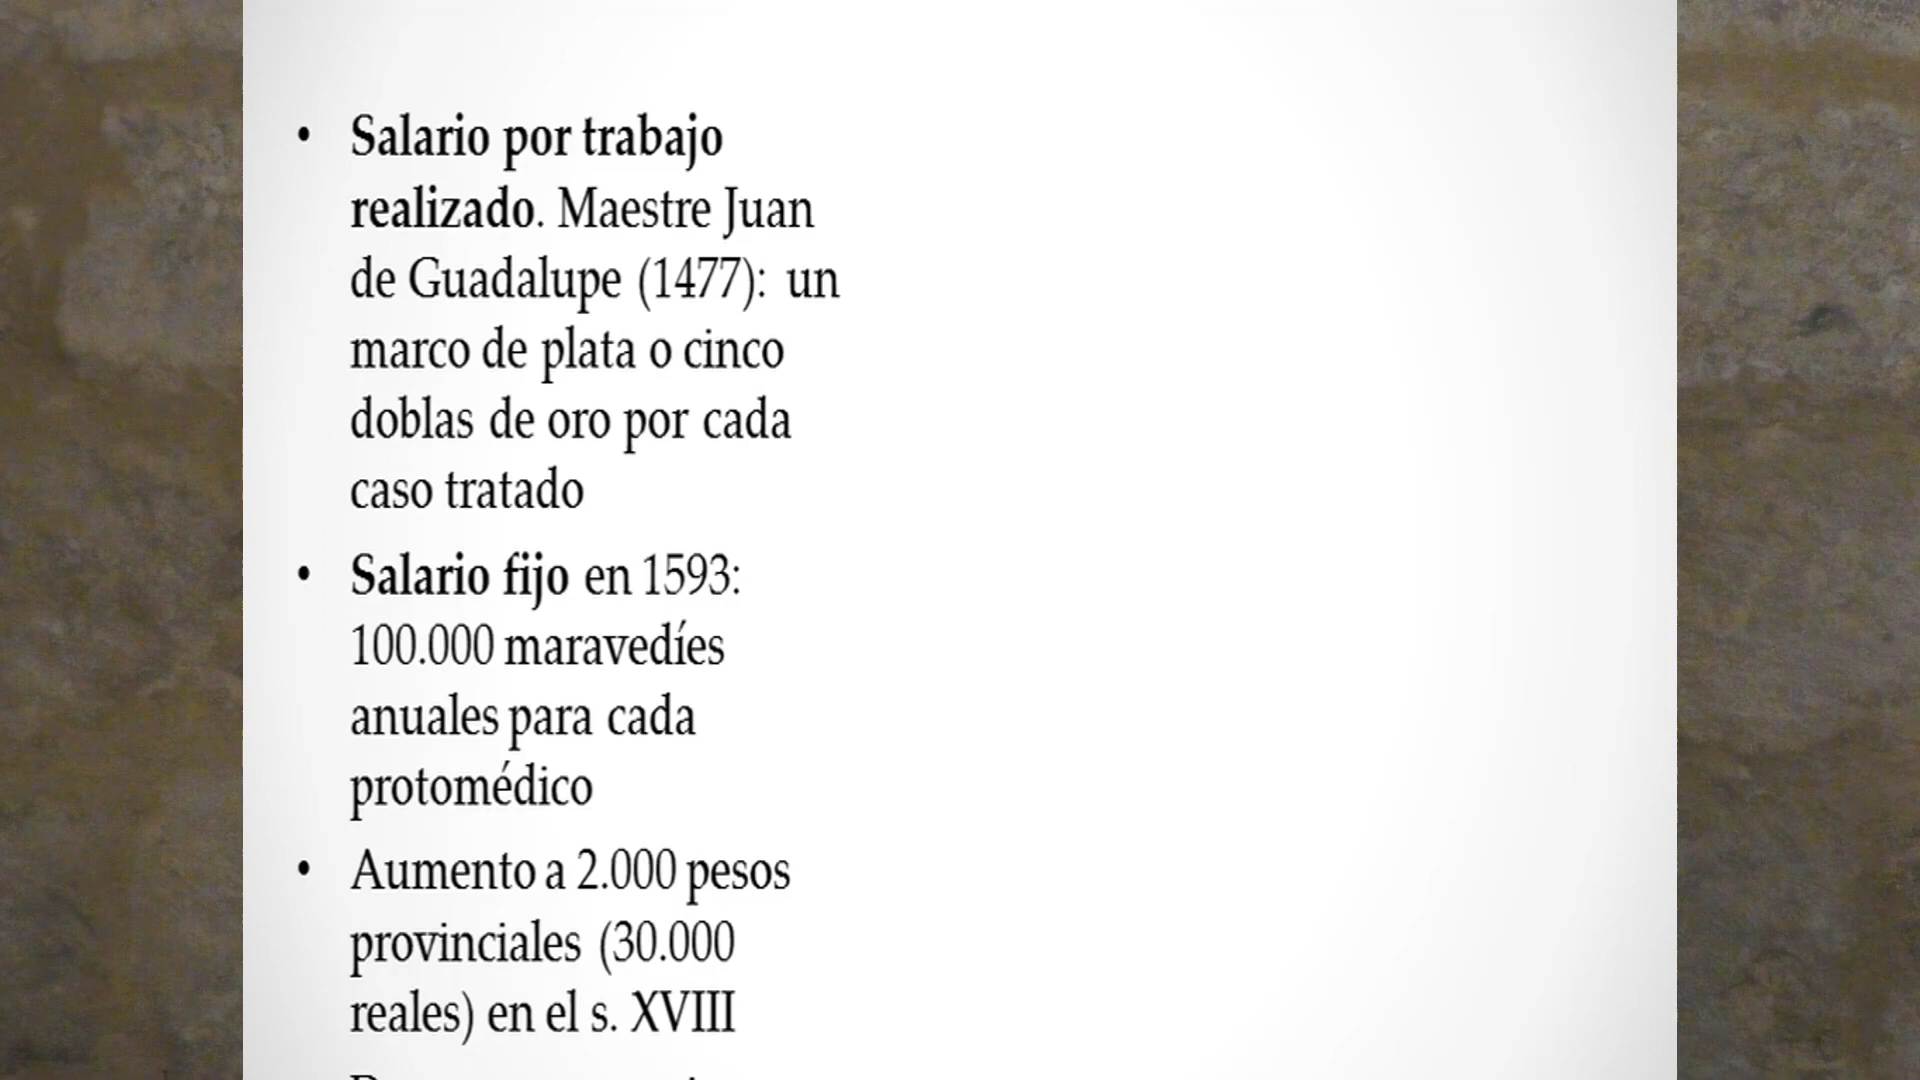 • Salario por trabajo
realizado. Maestre Juan
de Guadalupe (1477): un
marco de plata o cinco
doblas de oro por cada
caso tratado
• Salario fijo en 1593:
100.000 maravedíes
anuales para cada
protomédico
• Aumento a 2.000 pesos
provinciales (30.000
reales) en el s. XVIII